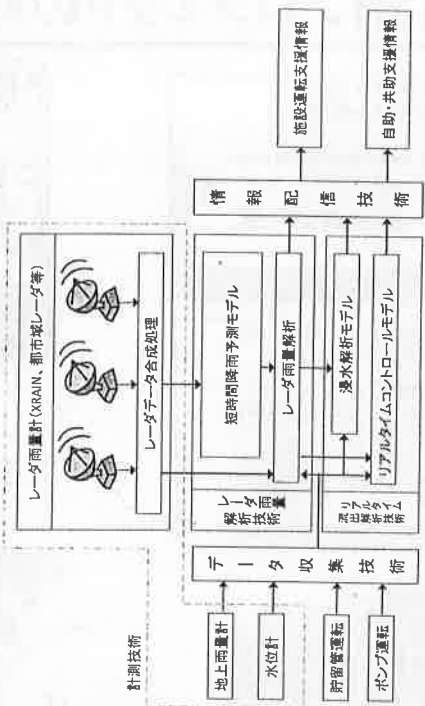 計測技術
レーダ雨量計(XRAIN、都市域レーダ等)
レーダデータ合成処理
地上雨量計
水位計
貯留管運転
ポンプ運転
データ収集技術
レーダ雨量
解析技術
短時間降雨予測モデル
レーダ雨量解析
リアルタイム
流出解析技術
浸水解析モデル
リアルタイムコントロールモデル
情報配信技術
施設運転支援情報
自助・共助支援情報